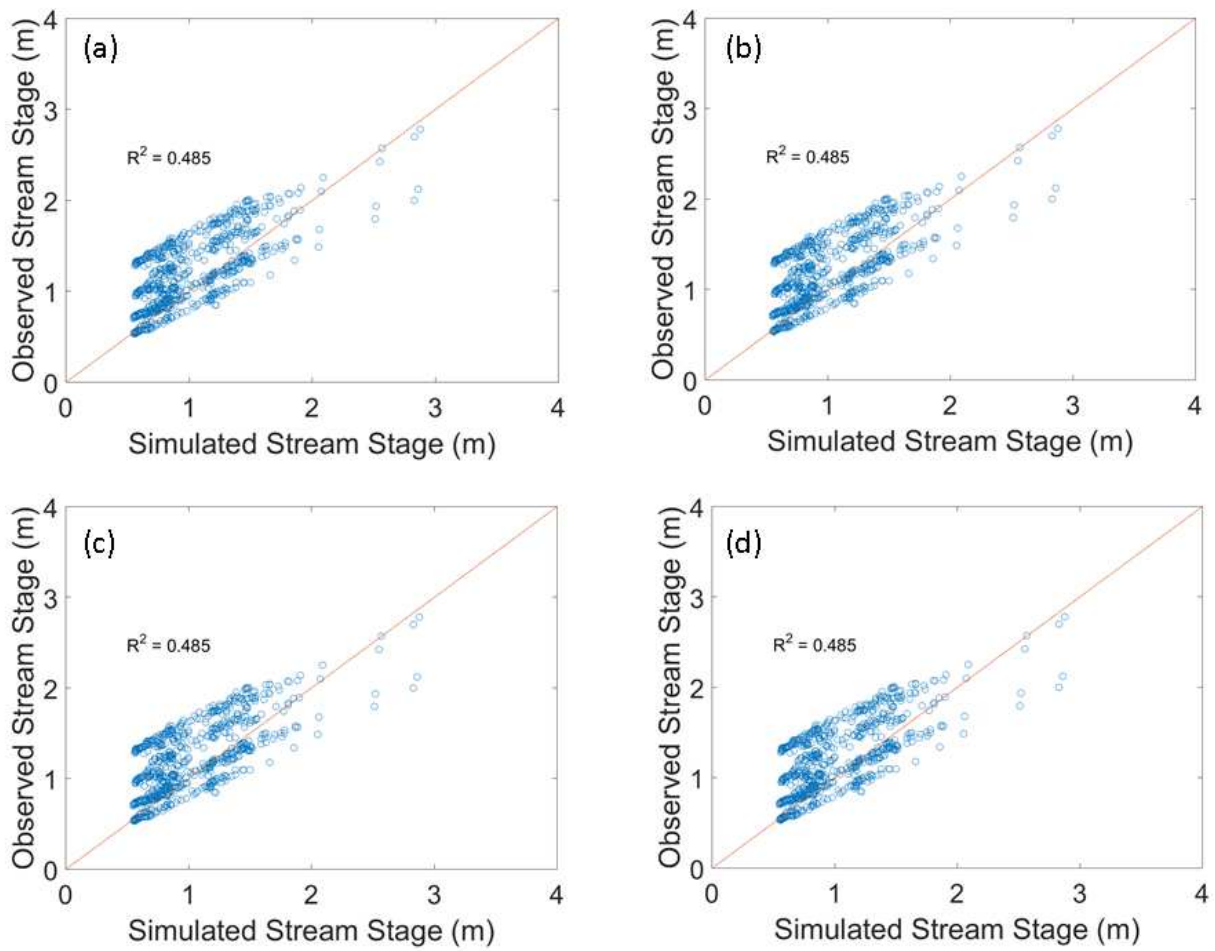 (a)
Observed Stream Stage (m)
4
3
2
1
0
R² = 0.485
0 1 2 3 4
Simulated Stream Stage (m)
(b)
Observed Stream Stage (m)
4
3
2
1
0
R² = 0.485
0 1 2 3 4
Simulated Stream Stage (m)
(c)
Observed Stream Stage (m)
4
3
2
1
0
R² = 0.485
0 1 2 3 4
Simulated Stream Stage (m)
(d)
Observed Stream Stage (m)
4
3
2
1
0
R² = 0.485
0 1 2 3 4
Simulated Stream Stage (m)